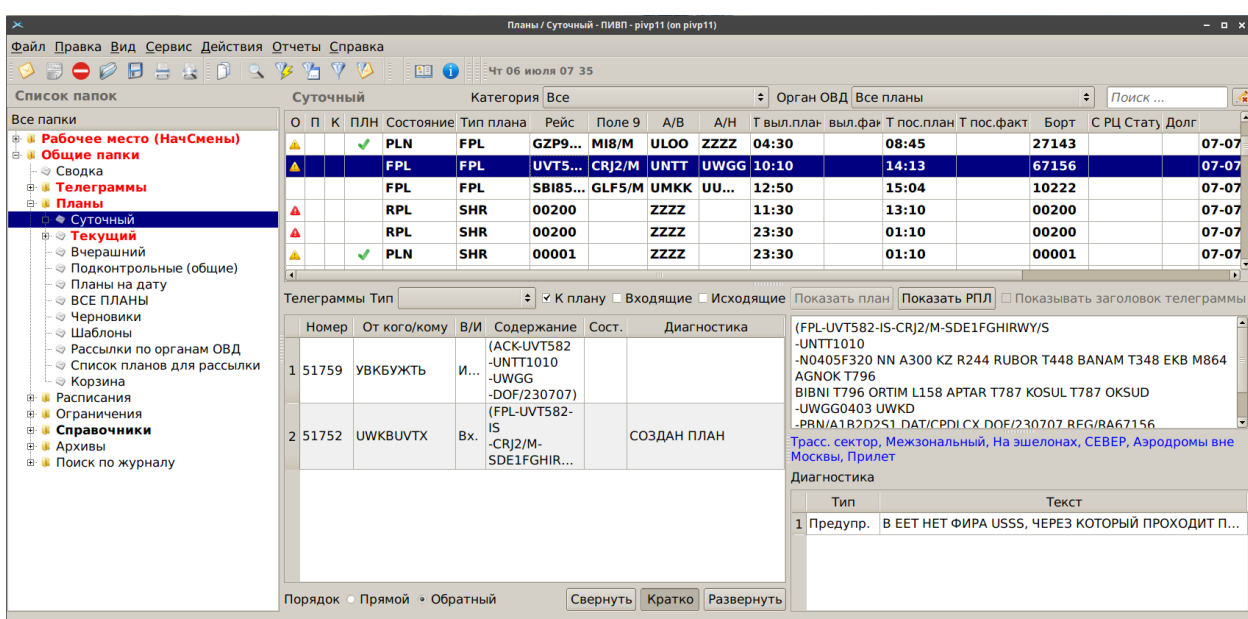 Планы / Суточный - ПИВП - pivp11 (on pivp11)
Файл Правка Вид Сервис Действия Отчеты Справка
Чт 06 июля 07 35
Список папок
Суточный Категория Все Орган ОВД Все планы Поиск ...
Все папки
Рабочее место (НачСмены)
Общие папки
Сводка
Телеграммы
Планы
Суточный
Текущий
Вчерашний
Подконтрольные (общие)
Планы на дату
ВСЕ ПЛАНЫ
Черновики
Шаблоны
Рассылки по органам ОВД
Список планов для рассылки
Корзина
Расписания
Ограничения
Справочники
Архивы
Поиск по журналу
О П К ПЛН Состояние Тип плана Рейс Поле 9 А/В А/Н Т выл.план выл.фак Т пос.план Т пос.факт Борт С РЦ Стату Долг
PLN FPL GZP9... MI8/M ULOO ZZZZ 04:30 08:45 27143 07-07
FPL FPL UVT5... CRJ2/M UNTT UWGG 10:10 14:13 67156 07-07
FPL FPL SBI85... GLF5/M UMKK UU... 12:50 15:04 10222 07-07
RPL SHR 00200 ZZZZ 11:30 13:10 00200 07-07
RPL SHR 00200 ZZZZ 23:30 01:10 00200 07-07
PLN SHR 00001 ZZZZ 23:30 01:10 00001 07-07
Телеграммы Тип К плану Входящие Исходящие Показать план Показать РПЛ Показывать заголовок телеграммы
Номер От кого/кому В/И Содержание Сост. Диагностика
1 51759 УВКБУЖТЬ И... (ACK-UVT582
-UNTT1010
-UWGG
-DOF/230707)
2 51752 UWKBUVTX Вх. (FPL-UVT582-
IS
-CRJ2/M-
SDE1FGHIR... СОЗДАН ПЛАН
Порядок Прямой Обратный Свернуть Кратко Развернуть
(FPL-UVT582-IS-CRJ2/M-SDE1FGHIRWY/S
-UNTT1010
-N0405F320 NN A300 KZ R244 RUBOR T448 BANAM T348 EKB M864
AGNOK T796
BIBNI T796 ORTIM L158 APTAR T787 KOSUL T787 OKSUD
-UWGG0403 UWKD
-PBN/A1B2D2S1 DAT/CPDLCX DOF/230707 REG/RA67156
Трасс. сектор, Межзональный, На эшелонах, СЕВЕР, Аэродромы вне
Москвы, Прилет
Диагностика
Тип Текст
1 Предупр. В ЕЕТ НЕТ ФИРА USSS, ЧЕРЕЗ КОТОРЫЙ ПРОХОДИТ П...